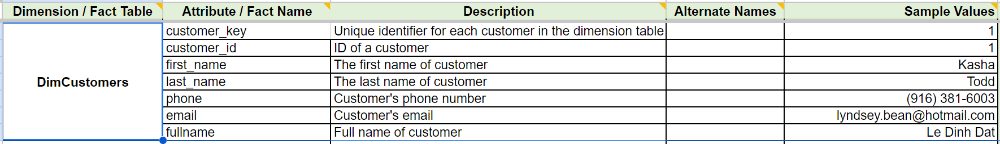 Dimension / Fact Table Attribute / Fact Name Description Alternate Names Sample Values
customer_key Unique identifier for each customer in the dimension table 1
customer_id ID of a customer 1
first_name The first name of customer Kasha
DimCustomers last_name The last name of customer Todd
phone Customer's phone number (916) 381-6003
email Customer's email lyndsey.bean@hotmail.com
fullname Full name of customer Le Dinh Dat